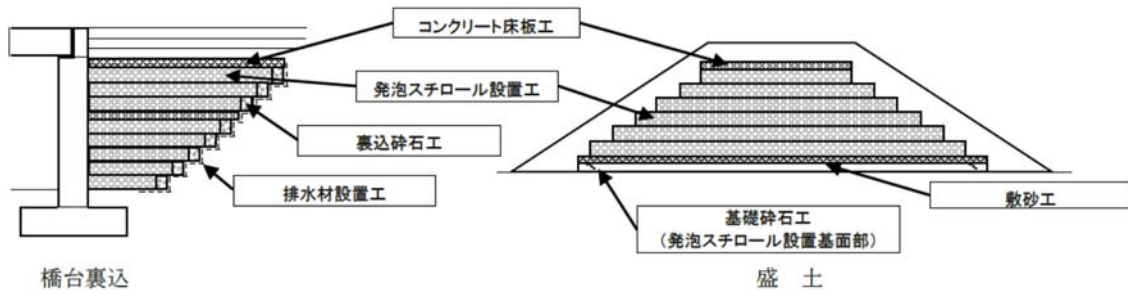 コンクリート床板工
発泡スチロール設置工
裏込砕石工
排水材設置工
敷砂工
基礎砕石工
（発泡スチロール設置基面部）
橋台裏込
盛　土